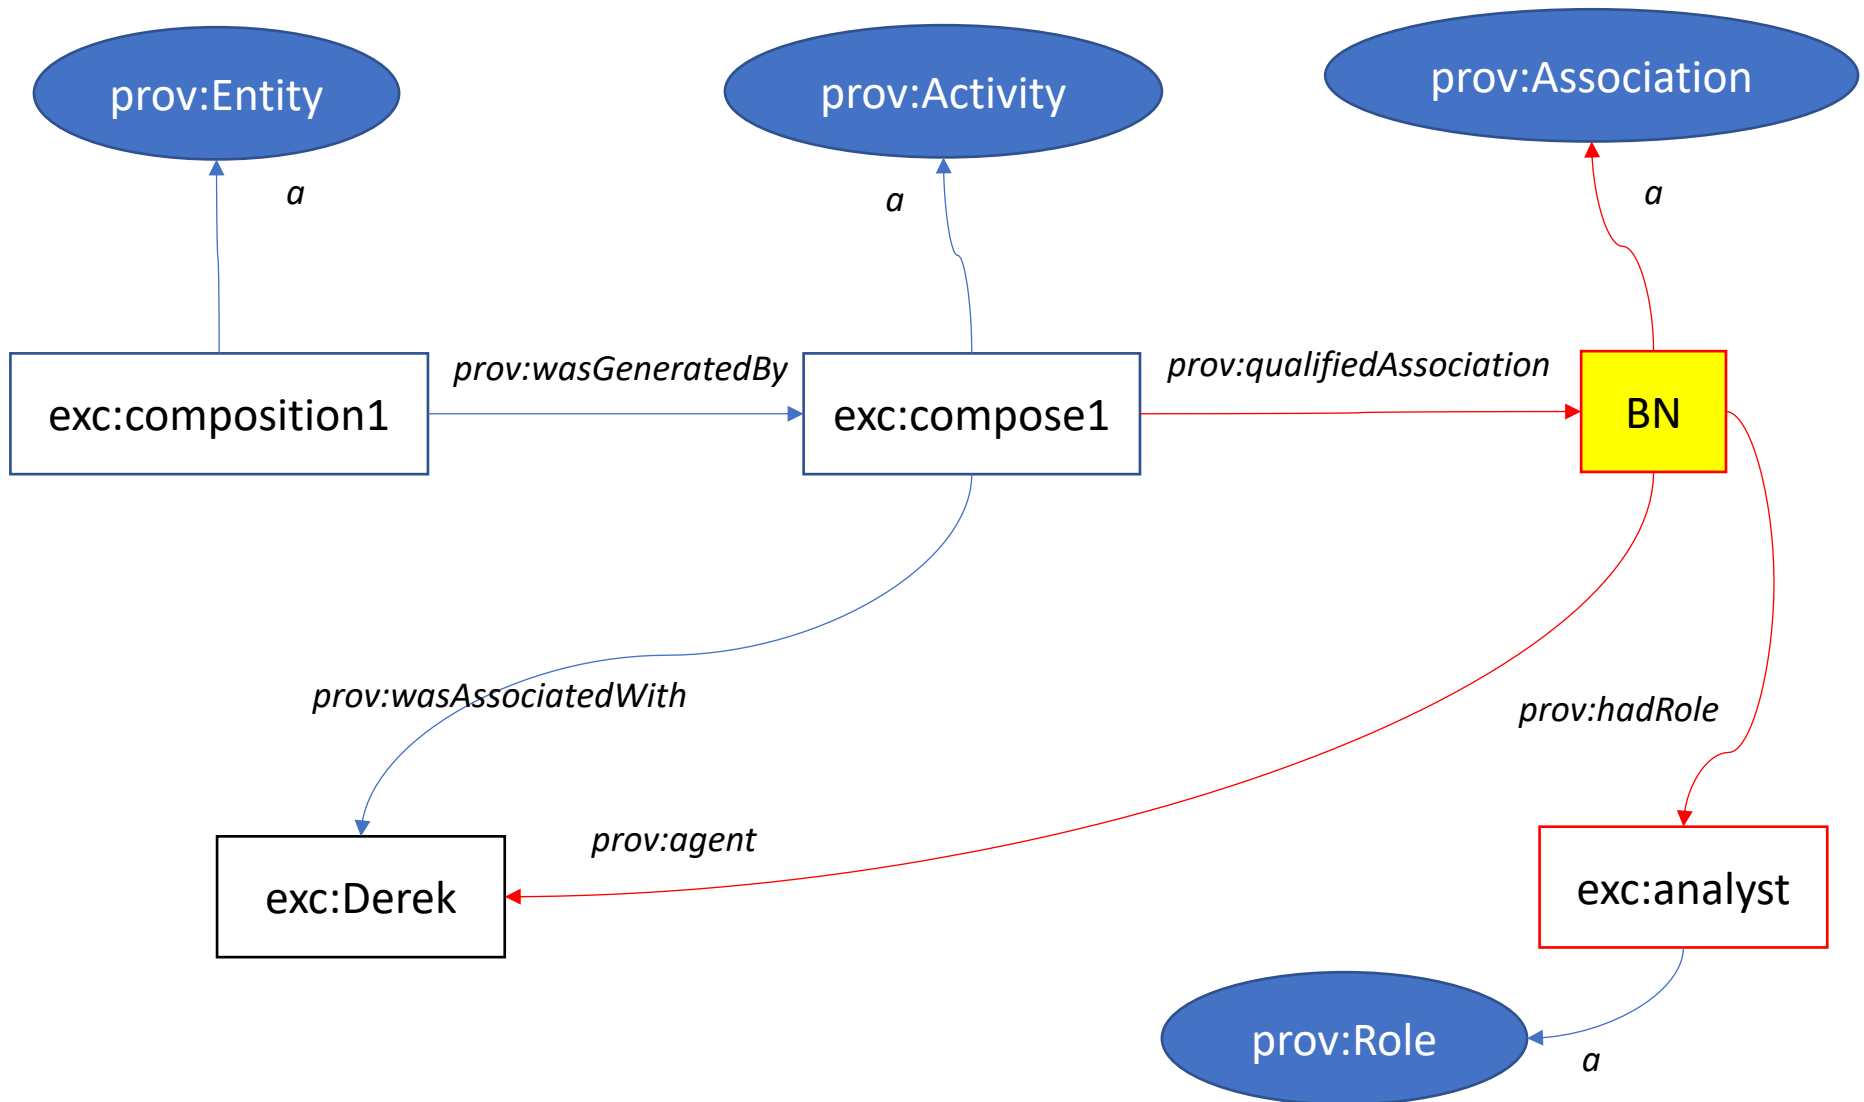 prov:Entity
prov:Activity
prov:Association
a
a
a
exc:composition1
prov:wasGeneratedBy
exc:compose1
prov:qualifiedAssociation
BN
prov:wasAssociatedWith
prov:hadRole
prov:agent
exc:Derek
exc:analyst
prov:Role
a